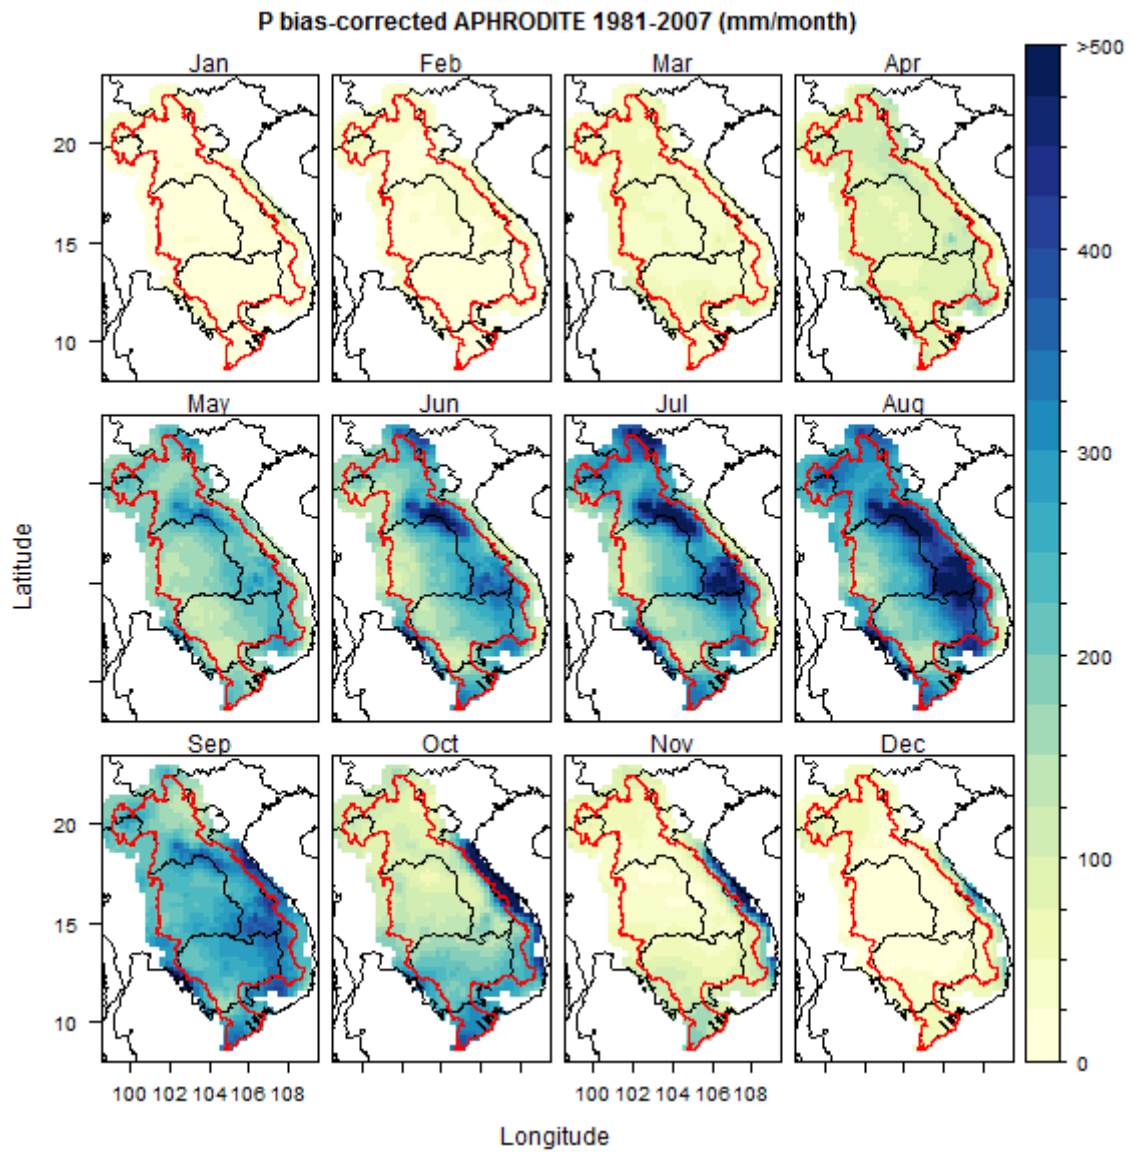 P bias-corrected APHRODITE 1981-2007 (mm/month)
Jan Feb Mar Apr
>500
400
300
200
100
0
20
15
10
May Jun Jul Aug
Latitude
Sep Oct Nov Dec
20
15
10
100 102 104 106 108 100 102 104 106 108
Longitude